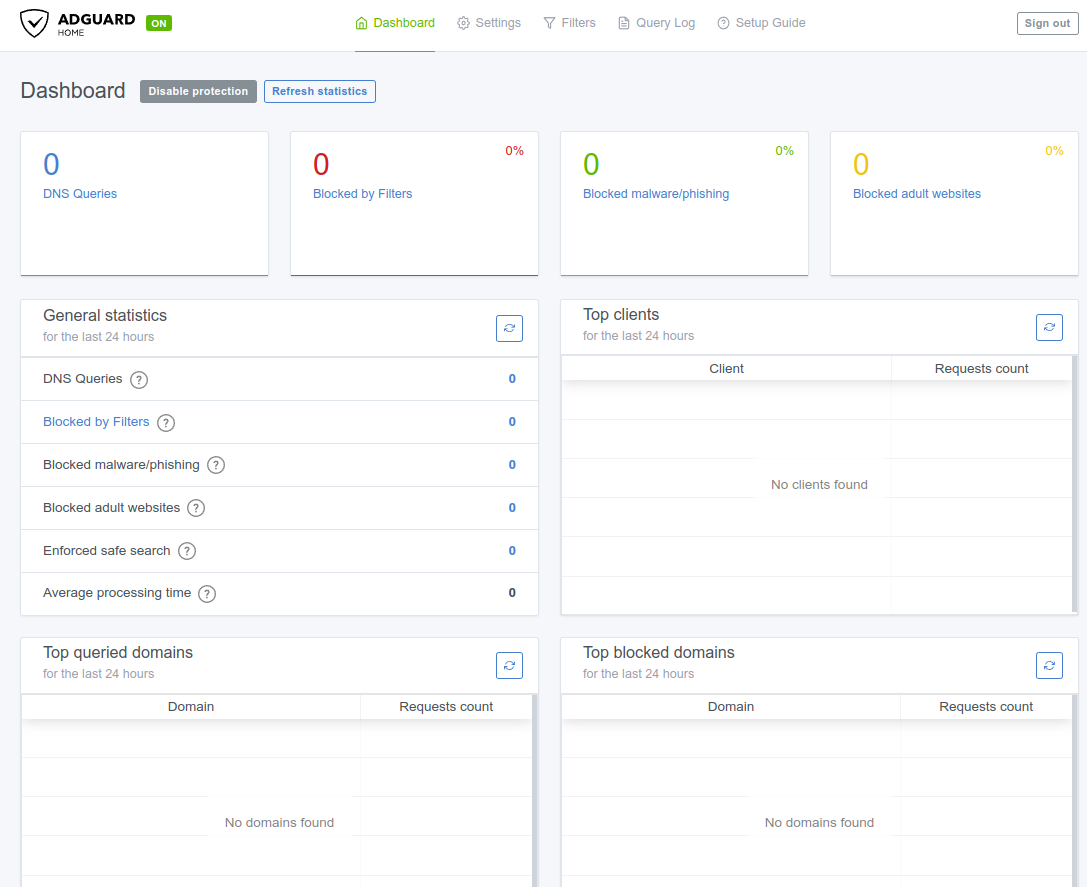 ADGUARD
HOME
ON
Dashboard
Settings
Filters
Query Log
Setup Guide
Sign out
Dashboard
Disable protection
Refresh statistics
0
DNS Queries
0
0%
Blocked by Filters
0
0%
Blocked malware/phishing
0
0%
Blocked adult websites
General statistics
for the last 24 hours
DNS Queries ? 0
Blocked by Filters ? 0
Blocked malware/phishing ? 0
Blocked adult websites ? 0
Enforced safe search ? 0
Average processing time ? 0
Top clients
for the last 24 hours
Client Requests count
No clients found
Top queried domains
for the last 24 hours
Domain Requests count
No domains found
Top blocked domains
for the last 24 hours
Domain Requests count
No domains found